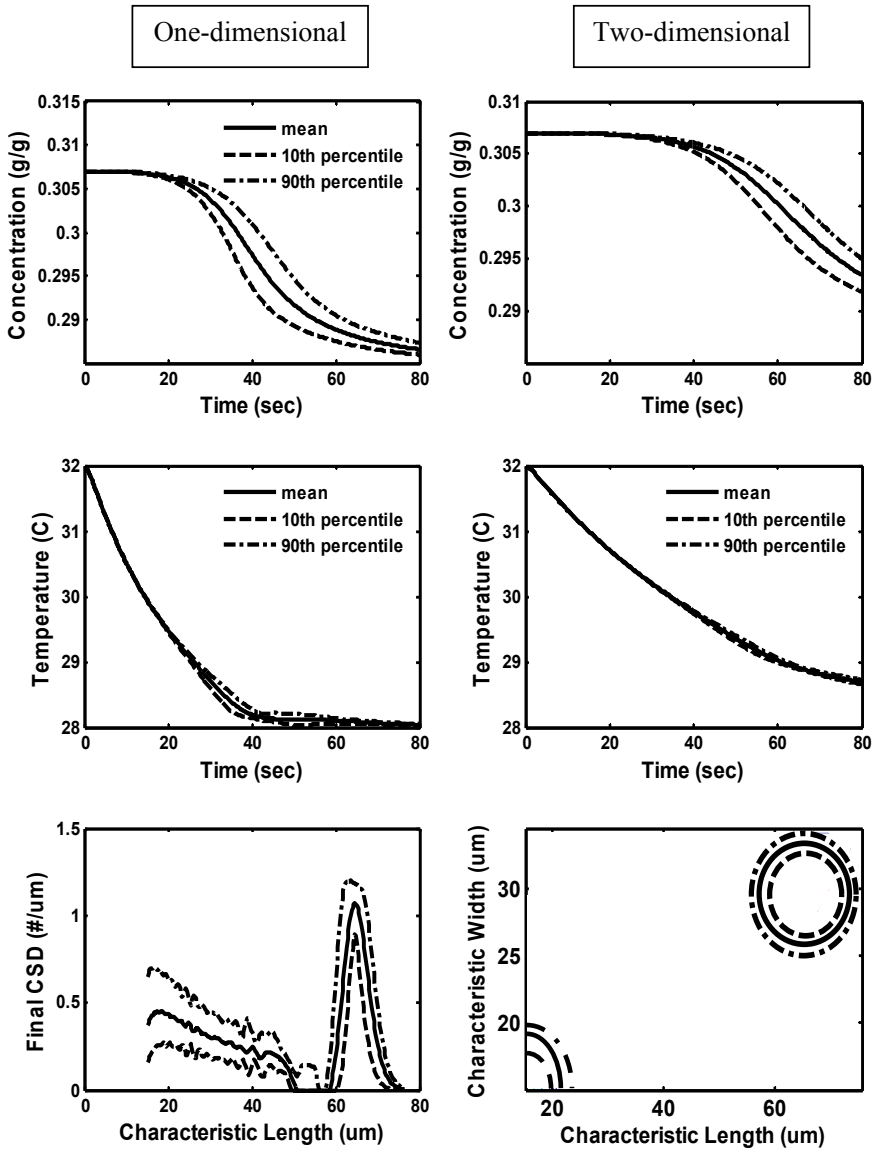 One-dimensional
Two-dimensional
0.315
0.31
0.305
0.3
0.295
0.29
Concentration (g/g)
mean
10th percentile
90th percentile
0 20 40 60 80
Time (sec)
0.31
0.305
0.3
0.295
0.29
Concentration (g/g)
0 20 40 60 80
Time (sec)
32
31
30
29
28
Temperature (C)
mean
10th percentile
90th percentile
0 20 40 60 80
Time (sec)
32
31
30
29
28
Temperature (C)
mean
10th percentile
90th percentile
0 20 40 60 80
Time (sec)
1.5
1
0.5
0
Final CSD (#/um)
0 20 40 60 80
Characteristic Length (um)
30
25
20
Characteristic Width (um)
20 40 60
Characteristic Length (um)